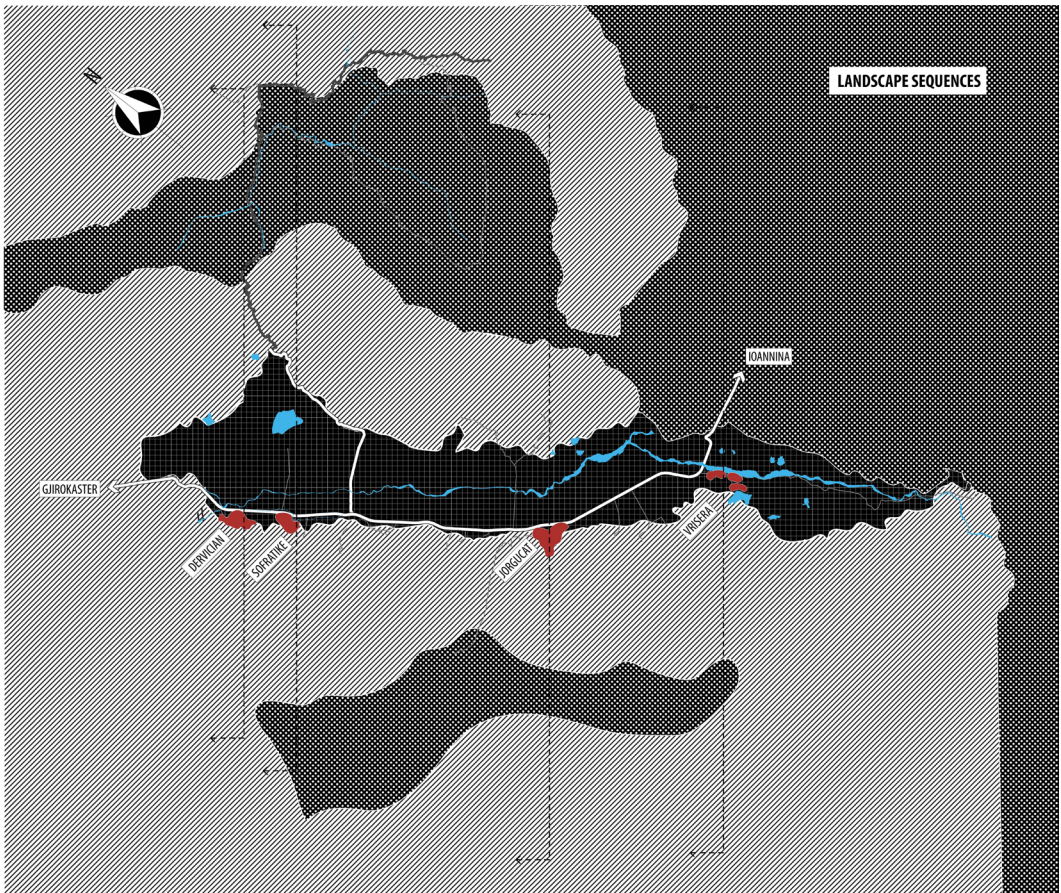 LANDSCAPE SEQUENCES
N
IOANNINA
GJIROKASTER
DERVICIAN
SOFRATIKE
JORGUCAT
VRISERA